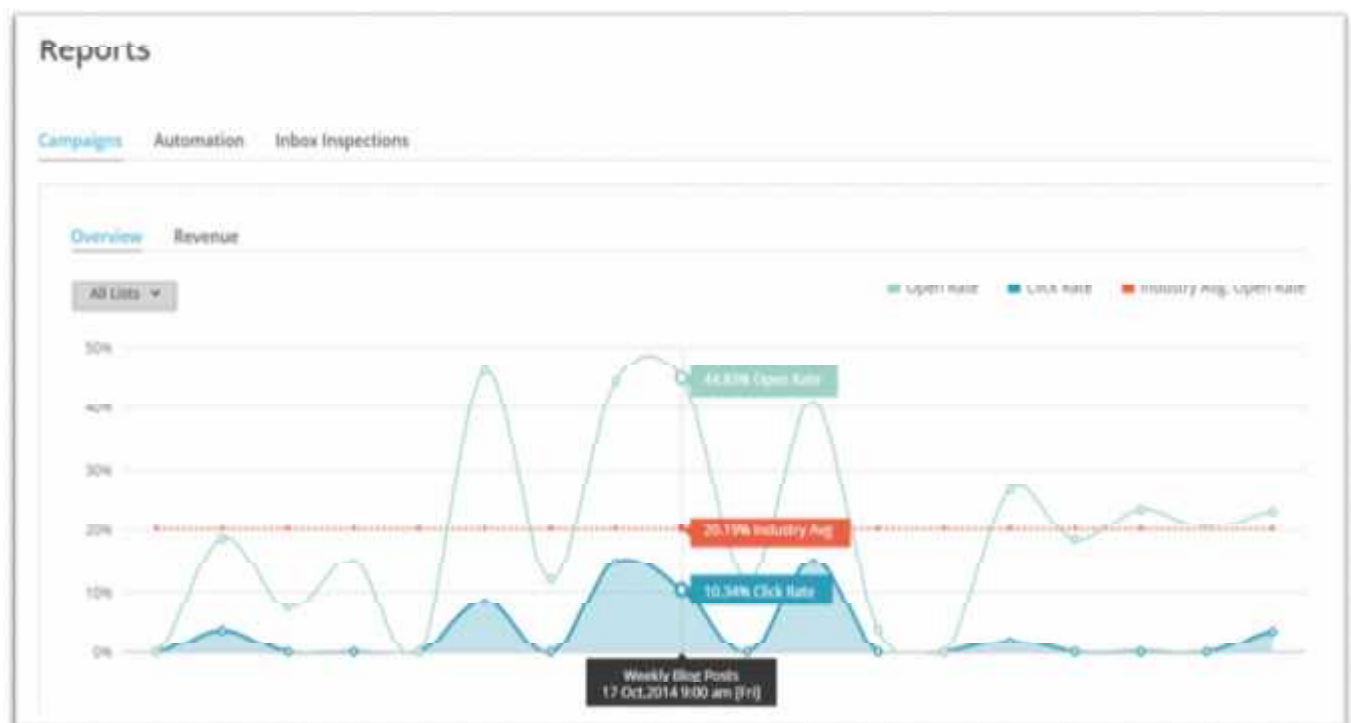 Reports
Campaigns Automation Inbox Inspections
Overview Revenue
All Lists
Open Rate Click Rate Industry Avg. Open Rate
50%
44.83% Open Rate
40%
30%
20%
20.19% Industry Avg
10%
10.34% Click Rate
0%
Weekly Blog Posts
17 Oct,2014 9:00 am [Fri]